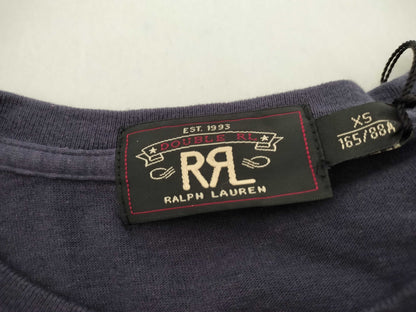 EST. 1993
DOUBLE RL
RRL
RALPH LAUREN
XS
165/88A